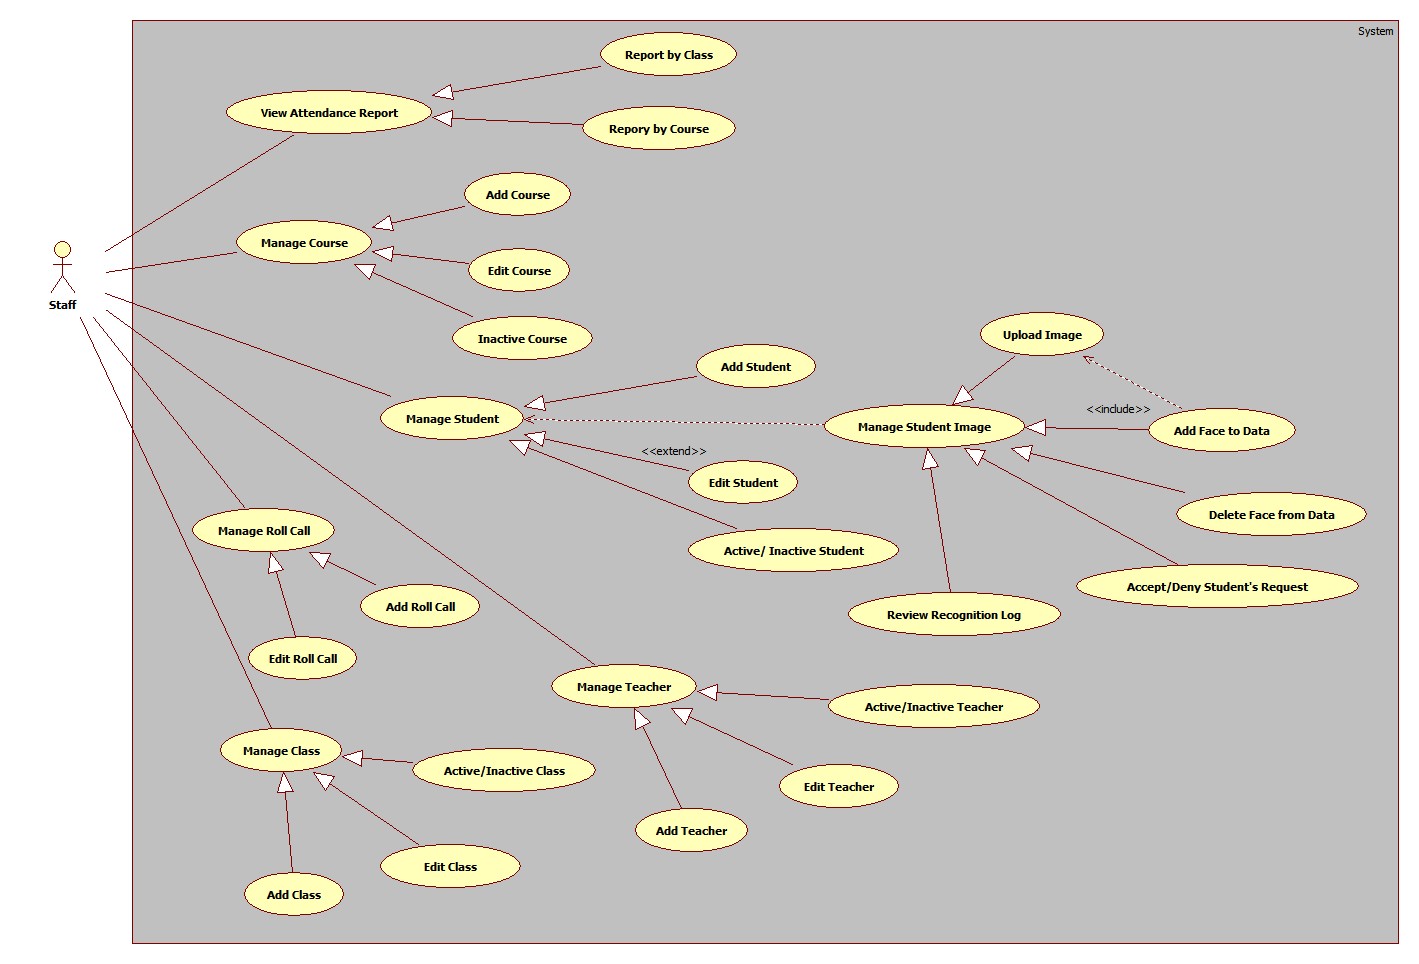 System
Report by Class
View Attendance Report
Repory by Course
Add Course
Manage Course
Edit Course
Staff
Inactive Course
Upload Image
Add Student
<<include>>
Manage Student
Manage Student Image
Add Face to Data
<<extend>>
Edit Student
Delete Face from Data
Manage Roll Call
Active/ Inactive Student
Accept/Deny Student's Request
Add Roll Call
Review Recognition Log
Edit Roll Call
Manage Teacher
Active/Inactive Teacher
Manage Class
Active/Inactive Class
Edit Teacher
Add Teacher
Edit Class
Add Class